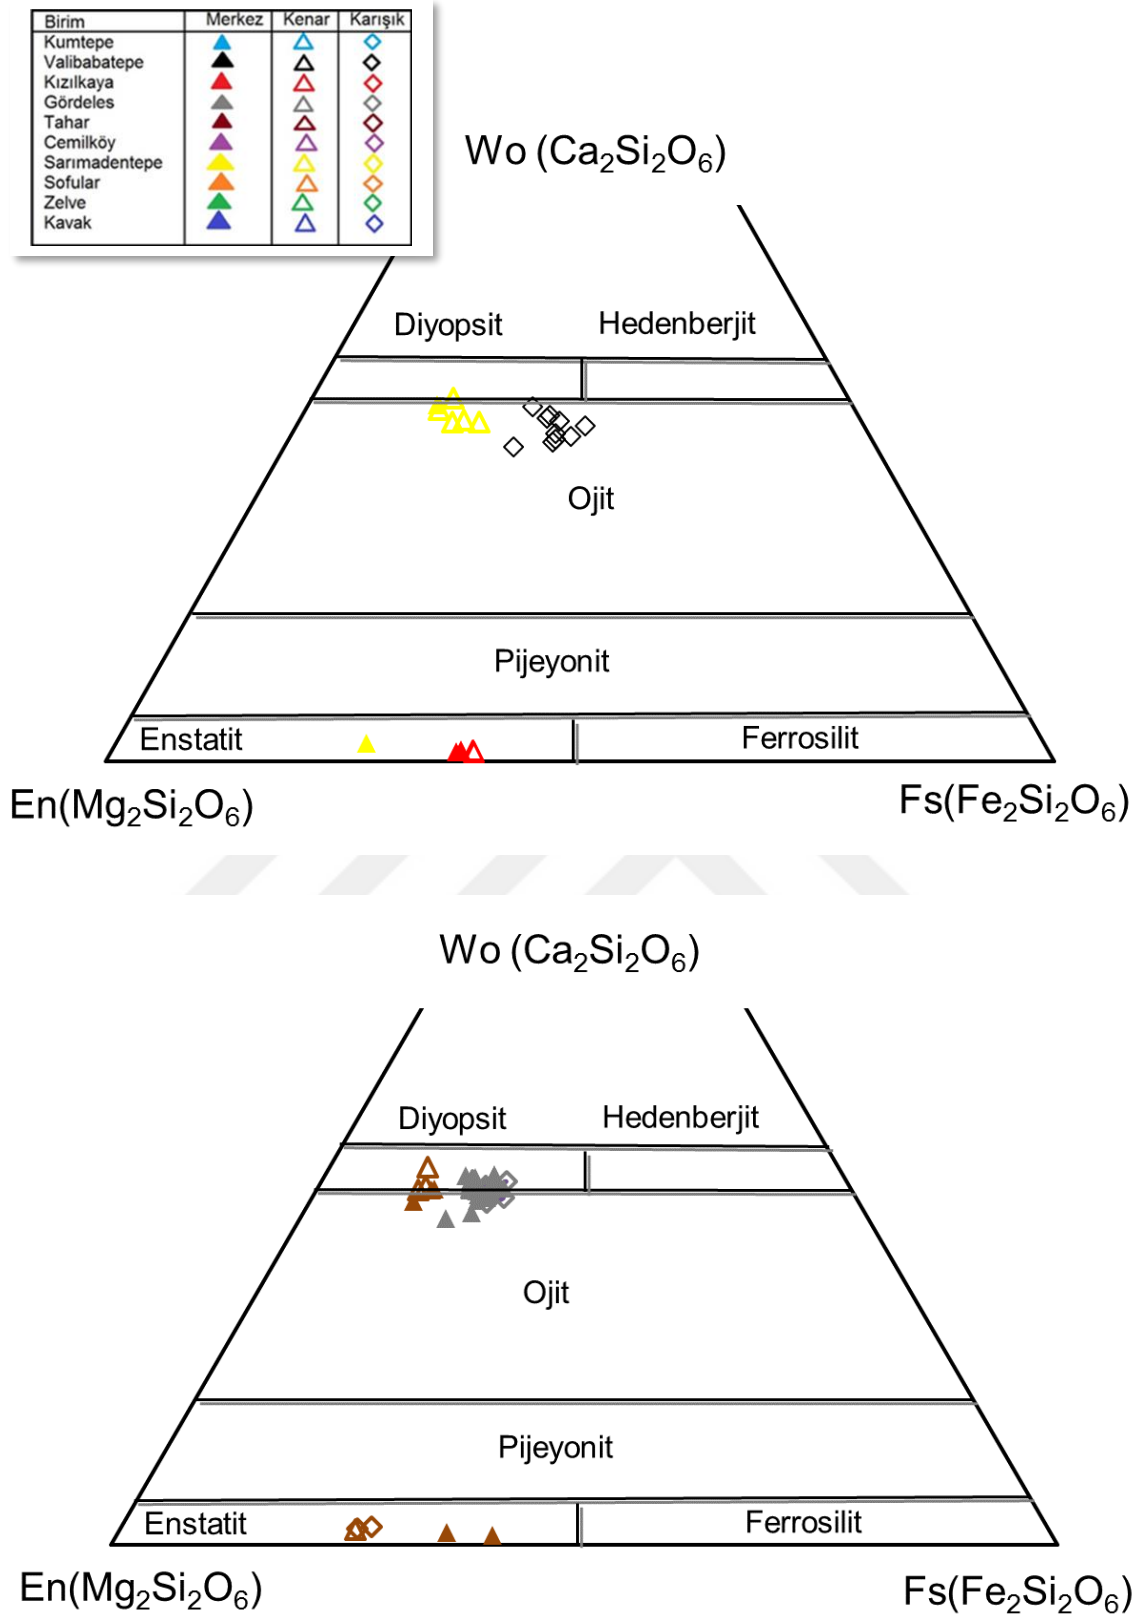 Birim Merkez Kenar Karışık
Kumtepe
Valibabatepe
Kızılkaya
Gördeles
Tahar
Cemilköy
Sarımadentepe
Sofular
Zelve
Kavak
Wo (Ca₂Si₂O₆)
Diyopsit Hedenberjit
Ojit
Pijeyonit
Enstatit Ferrosilit
En(Mg₂Si₂O₆) Fs(Fe₂Si₂O₆)
Wo (Ca₂Si₂O₆)
Diyopsit Hedenberjit
Ojit
Pijeyonit
Enstatit Ferrosilit
En(Mg₂Si₂O₆) Fs(Fe₂Si₂O₆)